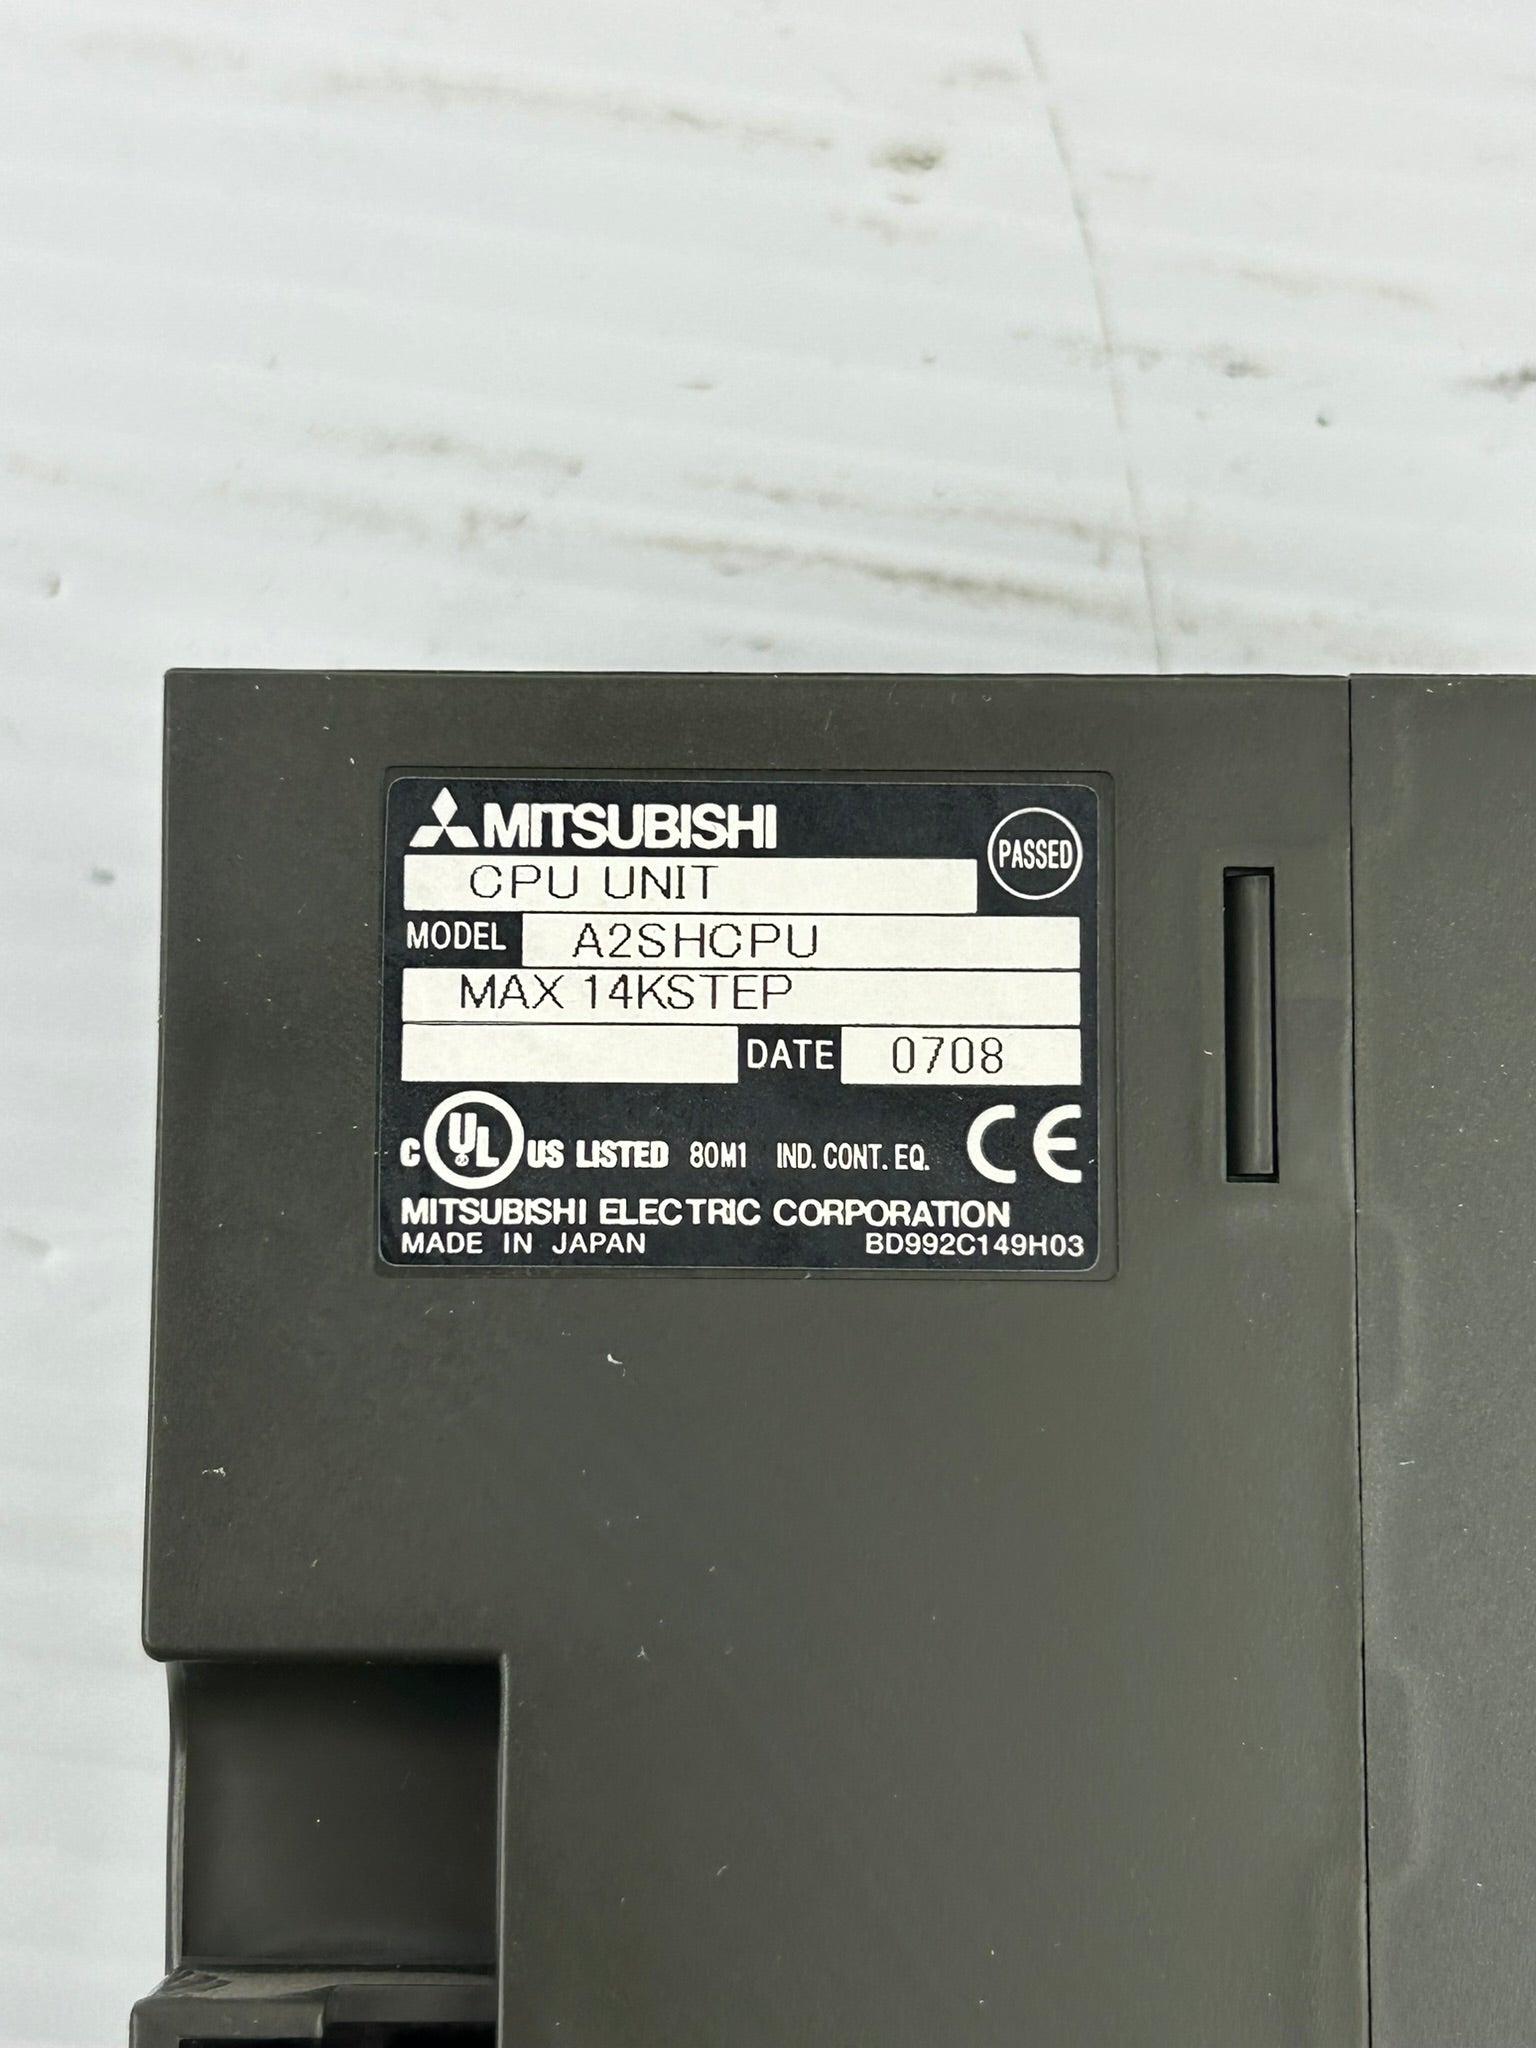 MITSUBISHI
PASSED
CPU UNIT
MODEL A2SHCPU
MAX 14KSTEP
DATE 0708
C UL US LISTED 80M1 IND. CONT. EQ. CE
MITSUBISHI ELECTRIC CORPORATION
MADE IN JAPAN BD992C149H03